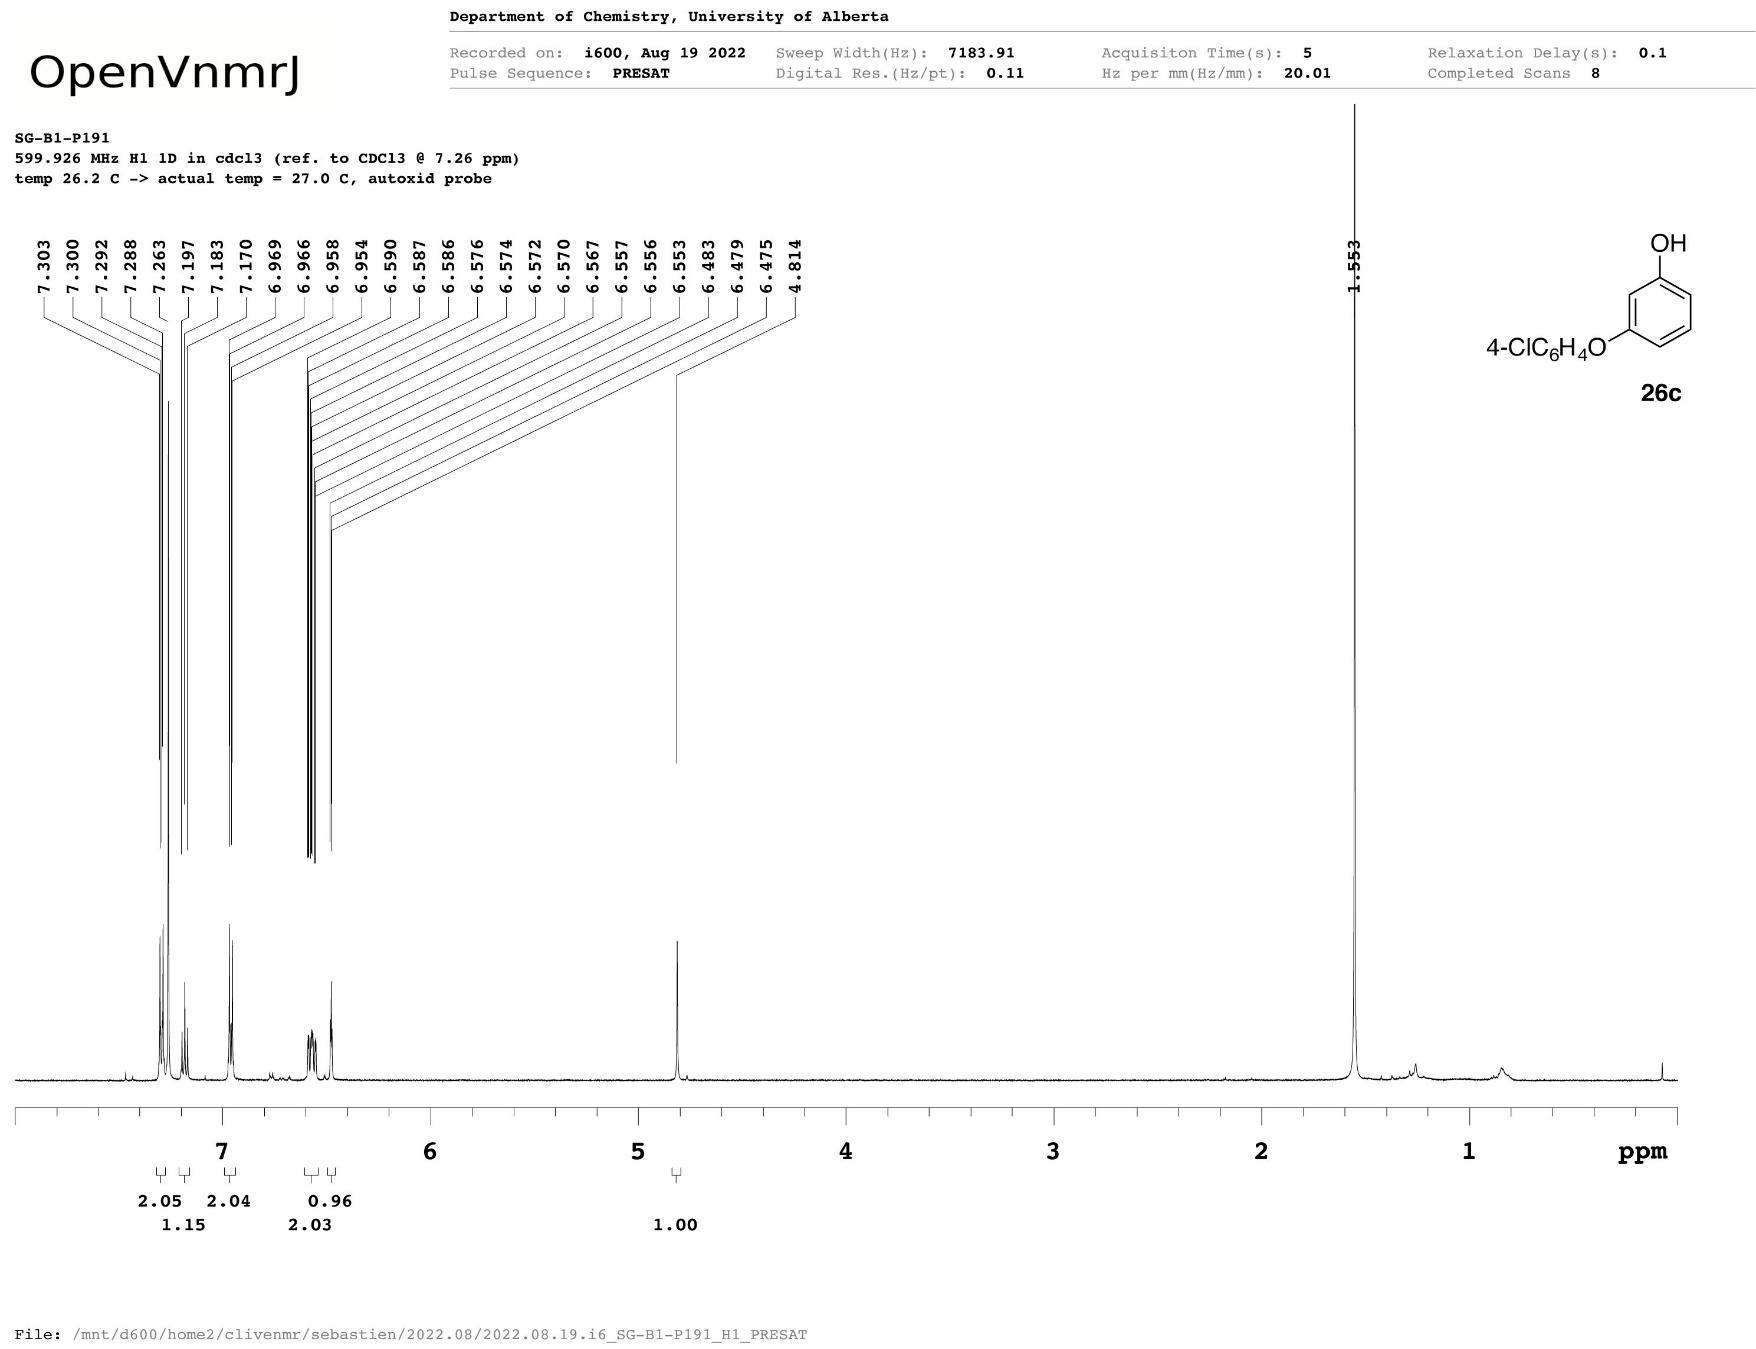 Department of Chemistry, University of Alberta
OpenVnmrJ
Recorded on: i600, Aug 19 2022 Sweep Width(Hz): 7183.91 Acquisiton Time(s): 5 Relaxation Delay(s): 0.1
Pulse Sequence: PRESAT Digital Res.(Hz/pt): 0.11 Hz per mm(Hz/mm): 20.01 Completed Scans 8
SG-B1-P191
599.926 MHz H1 1D in cdcl3 (ref. to CDCl3 @ 7.26 ppm)
temp 26.2 C -> actual temp = 27.0 C, autoxid probe
7.303
7.300
7.292
7.288
7.263
7.197
7.183
7.170
6.969
6.966
6.958
6.954
6.590
6.587
6.586
6.576
6.574
6.572
6.570
6.567
6.557
6.556
6.553
6.483
6.479
6.475
4.814
1.553
OH
4-ClC6H4O
26c
7 6 5 4 3 2 1 ppm
2.05 2.04 0.96
1.15 2.03 1.00
File: /mnt/d600/home2/clivenmr/sebastien/2022.08/2022.08.19.i6_SG-B1-P191_H1_PRESAT